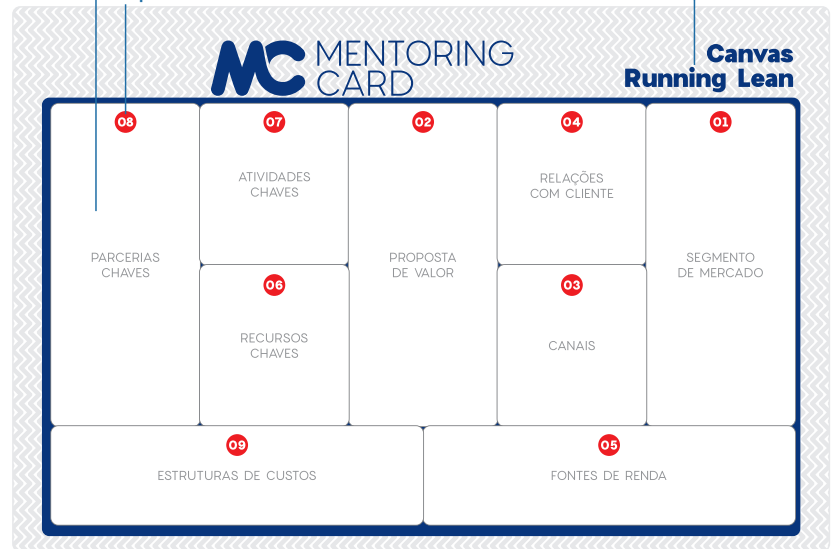 MC MENTORING
CARD
Canvas
Running Lean
08
PARCERIAS
CHAVES
07
ATIVIDADES
CHAVES
06
RECURSOS
CHAVES
02
PROPOSTA
DE VALOR
04
RELAÇÕES
COM CLIENTE
03
CANAIS
01
SEGMENTO
DE MERCADO
09
ESTRUTURAS DE CUSTOS
05
FONTES DE RENDA